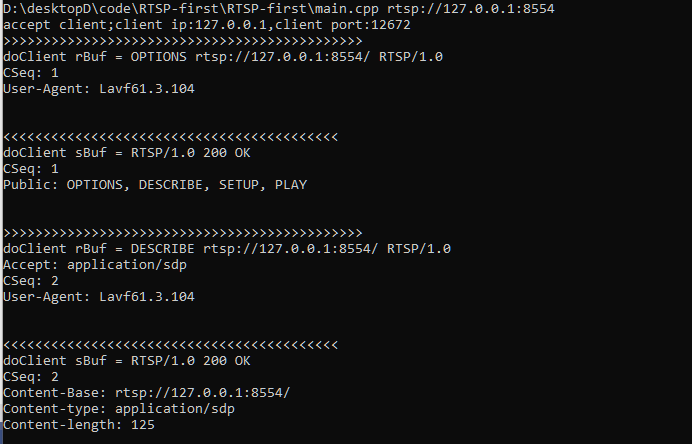 D:\desktopD\code\RTSP-first\RTSP-first\main.cpp rtsp://127.0.0.1:8554
accept client;client ip:127.0.0.1,client port:12672
>>>>>>>>>>>>>>>>>>>>>>>>>>>>>>>>>>>>>>>>>>>>>
doClient rBuf = OPTIONS rtsp://127.0.0.1:8554/ RTSP/1.0
CSeq: 1
User-Agent: Lavf61.3.104
<<<<<<<<<<<<<<<<<<<<<<<<<<<<<<<<<<<<<<<<<<
doClient sBuf = RTSP/1.0 200 OK
CSeq: 1
Public: OPTIONS, DESCRIBE, SETUP, PLAY
>>>>>>>>>>>>>>>>>>>>>>>>>>>>>>>>>>>>>>>>>>>>>
doClient rBuf = DESCRIBE rtsp://127.0.0.1:8554/ RTSP/1.0
Accept: application/sdp
CSeq: 2
User-Agent: Lavf61.3.104
<<<<<<<<<<<<<<<<<<<<<<<<<<<<<<<<<<<<<<<<<<
doClient sBuf = RTSP/1.0 200 OK
CSeq: 2
Content-Base: rtsp://127.0.0.1:8554/
Content-type: application/sdp
Content-length: 125